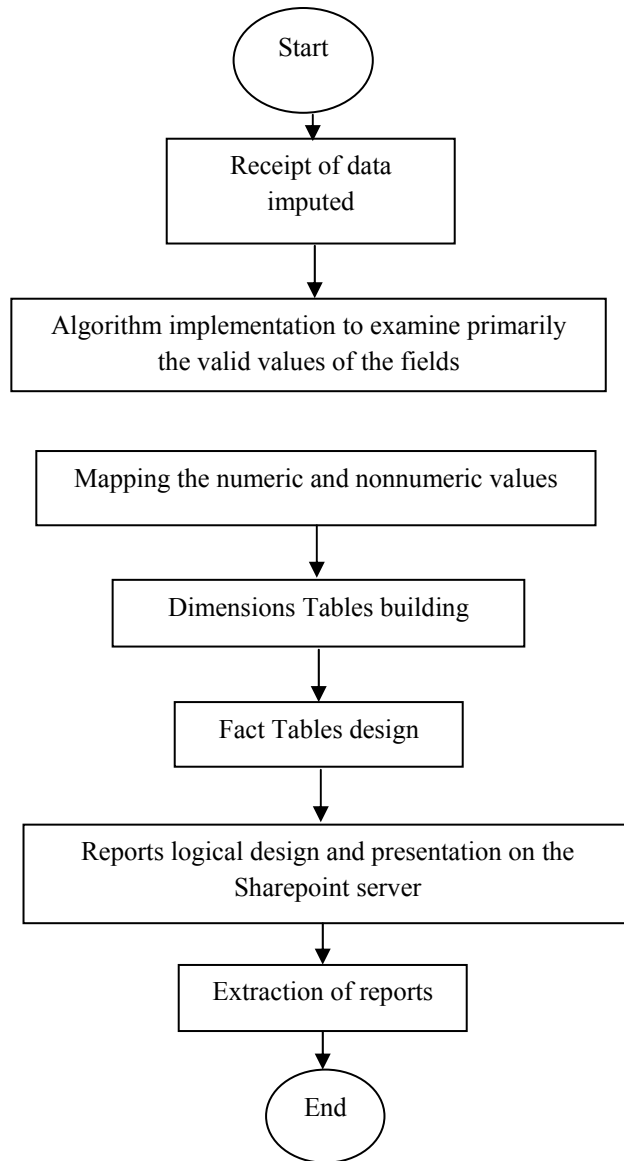 Start
Receipt of data
imputed
Algorithm implementation to examine primarily
the valid values of the fields
Mapping the numeric and nonnumeric values
Dimensions Tables building
Fact Tables design
Reports logical design and presentation on the
Sharepoint server
Extraction of reports
End